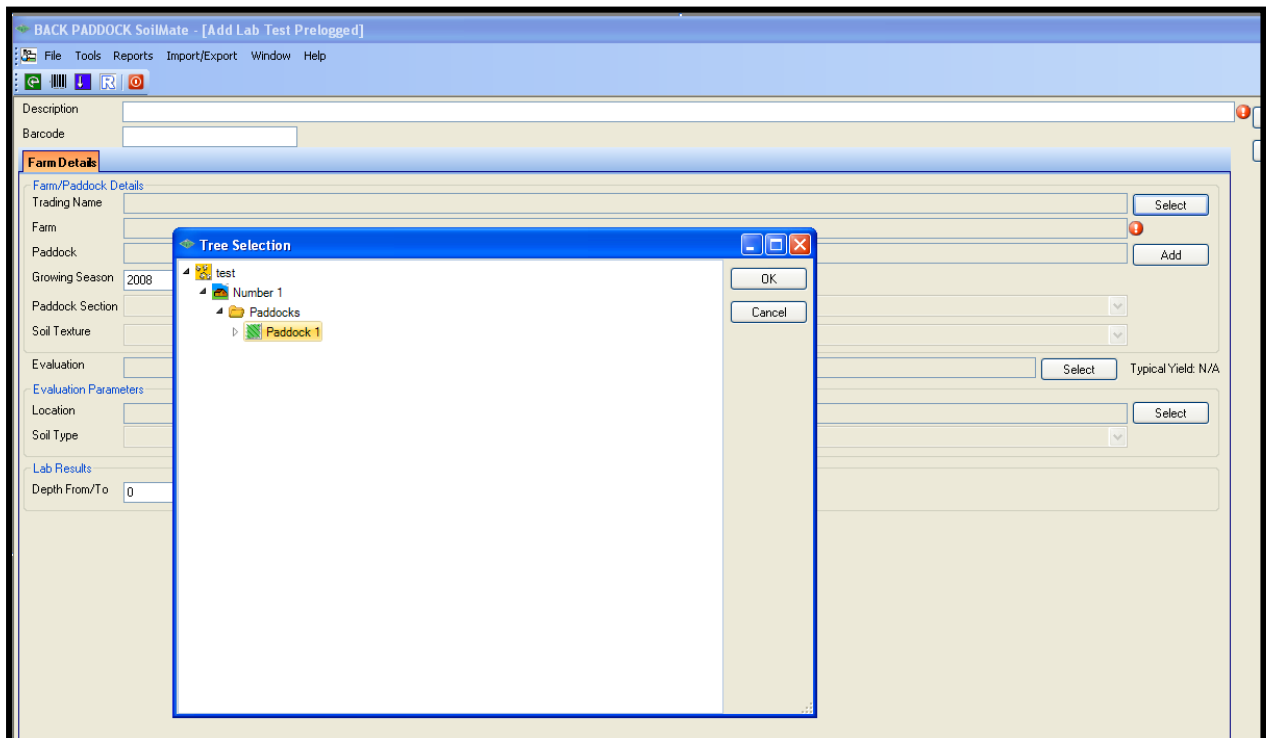 BACK PADDOCK SoilMate - [Add Lab Test Prelogged]
File Tools Reports Import/Export Window Help
R
Description
Barcode
Farm Details
Farm/Paddock Details
Trading Name
Select
Farm
Paddock
Add
Growing Season 2008
Paddock Section
Soil Texture
Evaluation
Select Typical Yield: N/A
Evaluation Parameters
Location
Select
Soil Type
Lab Results
Depth From/To 0
Tree Selection
test
Number 1
Paddocks
Paddock 1
OK
Cancel